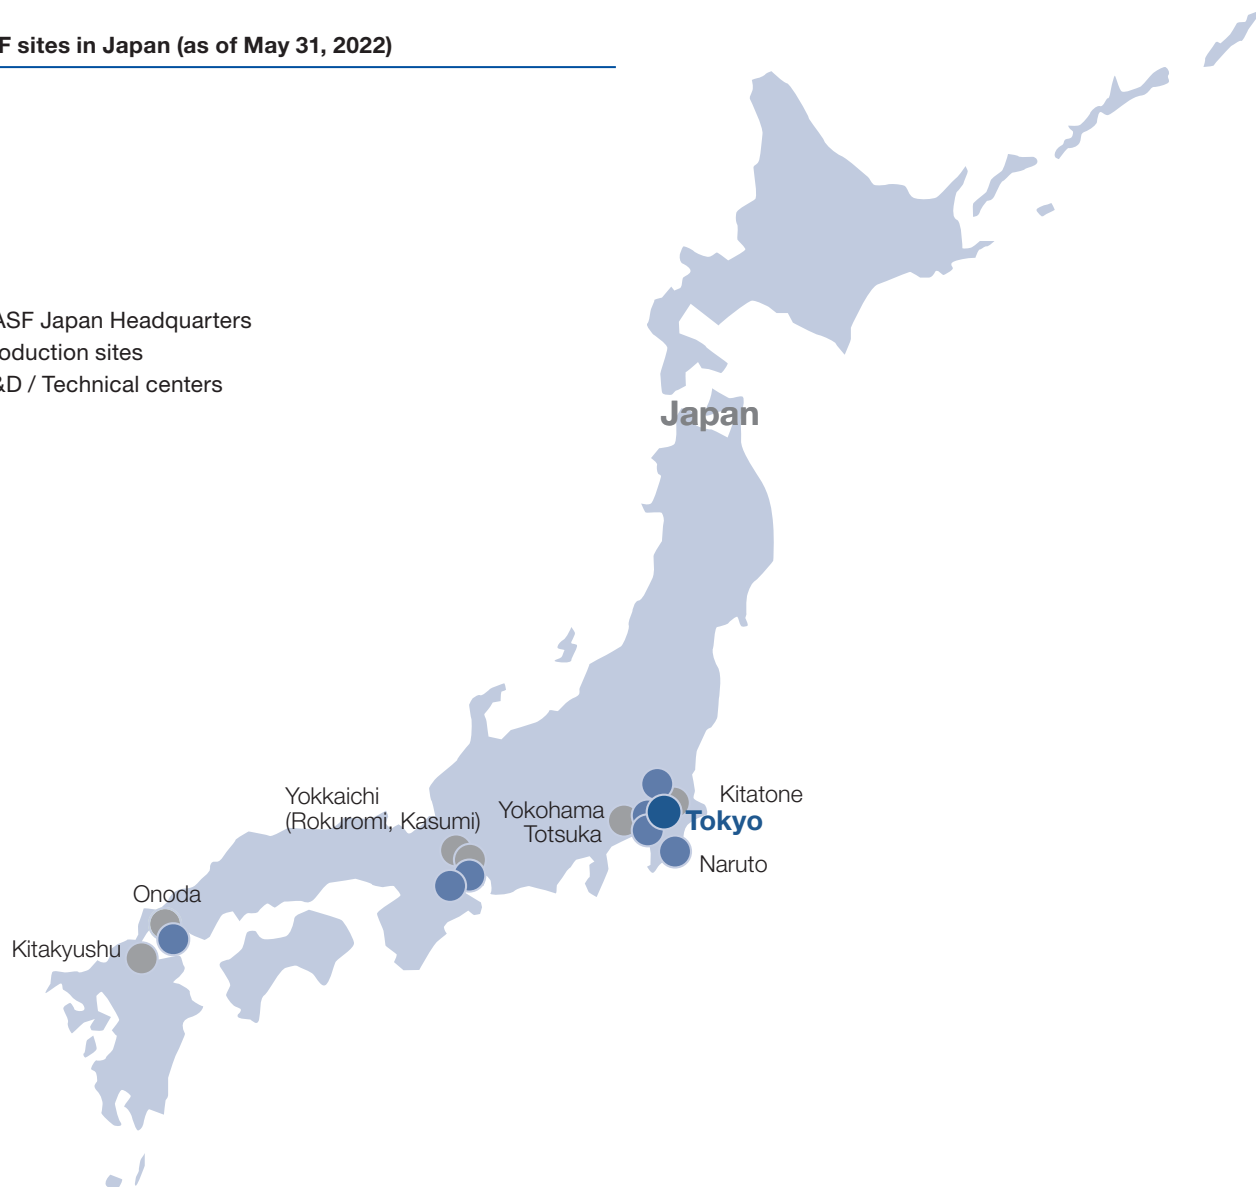 F sites in Japan (as of May 31, 2022)
ASF Japan Headquarters
oduction sites
&D / Technical centers
Japan
Yokkaichi
(Rokuromi, Kasumi)
Yokohama
Totsuka
Kitatone
Tokyo
Naruto
Onoda
Kitakyushu